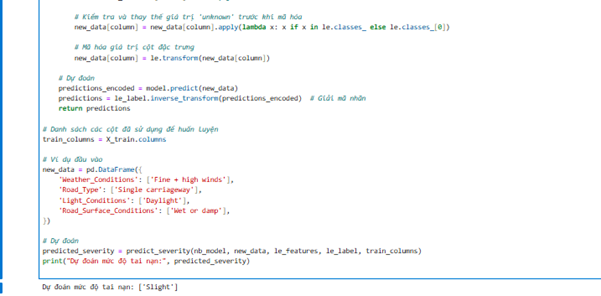 # Kiểm tra và thay thế giá trị 'unknown' trước khi mã hóa
new_data[column] = new_data[column].apply(lambda x: x if x in le.classes_ else le.classes_[0])
# Mã hóa giá trị cột đặc trưng
new_data[column] = le.transform(new_data[column])
# Dự đoán
predictions_encoded = model.predict(new_data)
predictions = le_label.inverse_transform(predictions_encoded)  # Giải mã nhãn
return predictions
# Danh sách các cột đã sử dụng để huấn luyện
train_columns = X_train.columns
# Ví dụ đầu vào
new_data = pd.DataFrame({
'Weather_Conditions': ['Fine + high winds'],
'Road_Type': ['Single carriageway'],
'Light_Conditions': ['Daylight'],
'Road_Surface_Conditions': ['Wet or damp'],
})
# Dự đoán
predicted_severity = predict_severity(nb_model, new_data, le_features, le_label, train_columns)
print("Dự đoán mức độ tai nạn:", predicted_severity)
Dự đoán mức độ tai nạn: ['Slight']